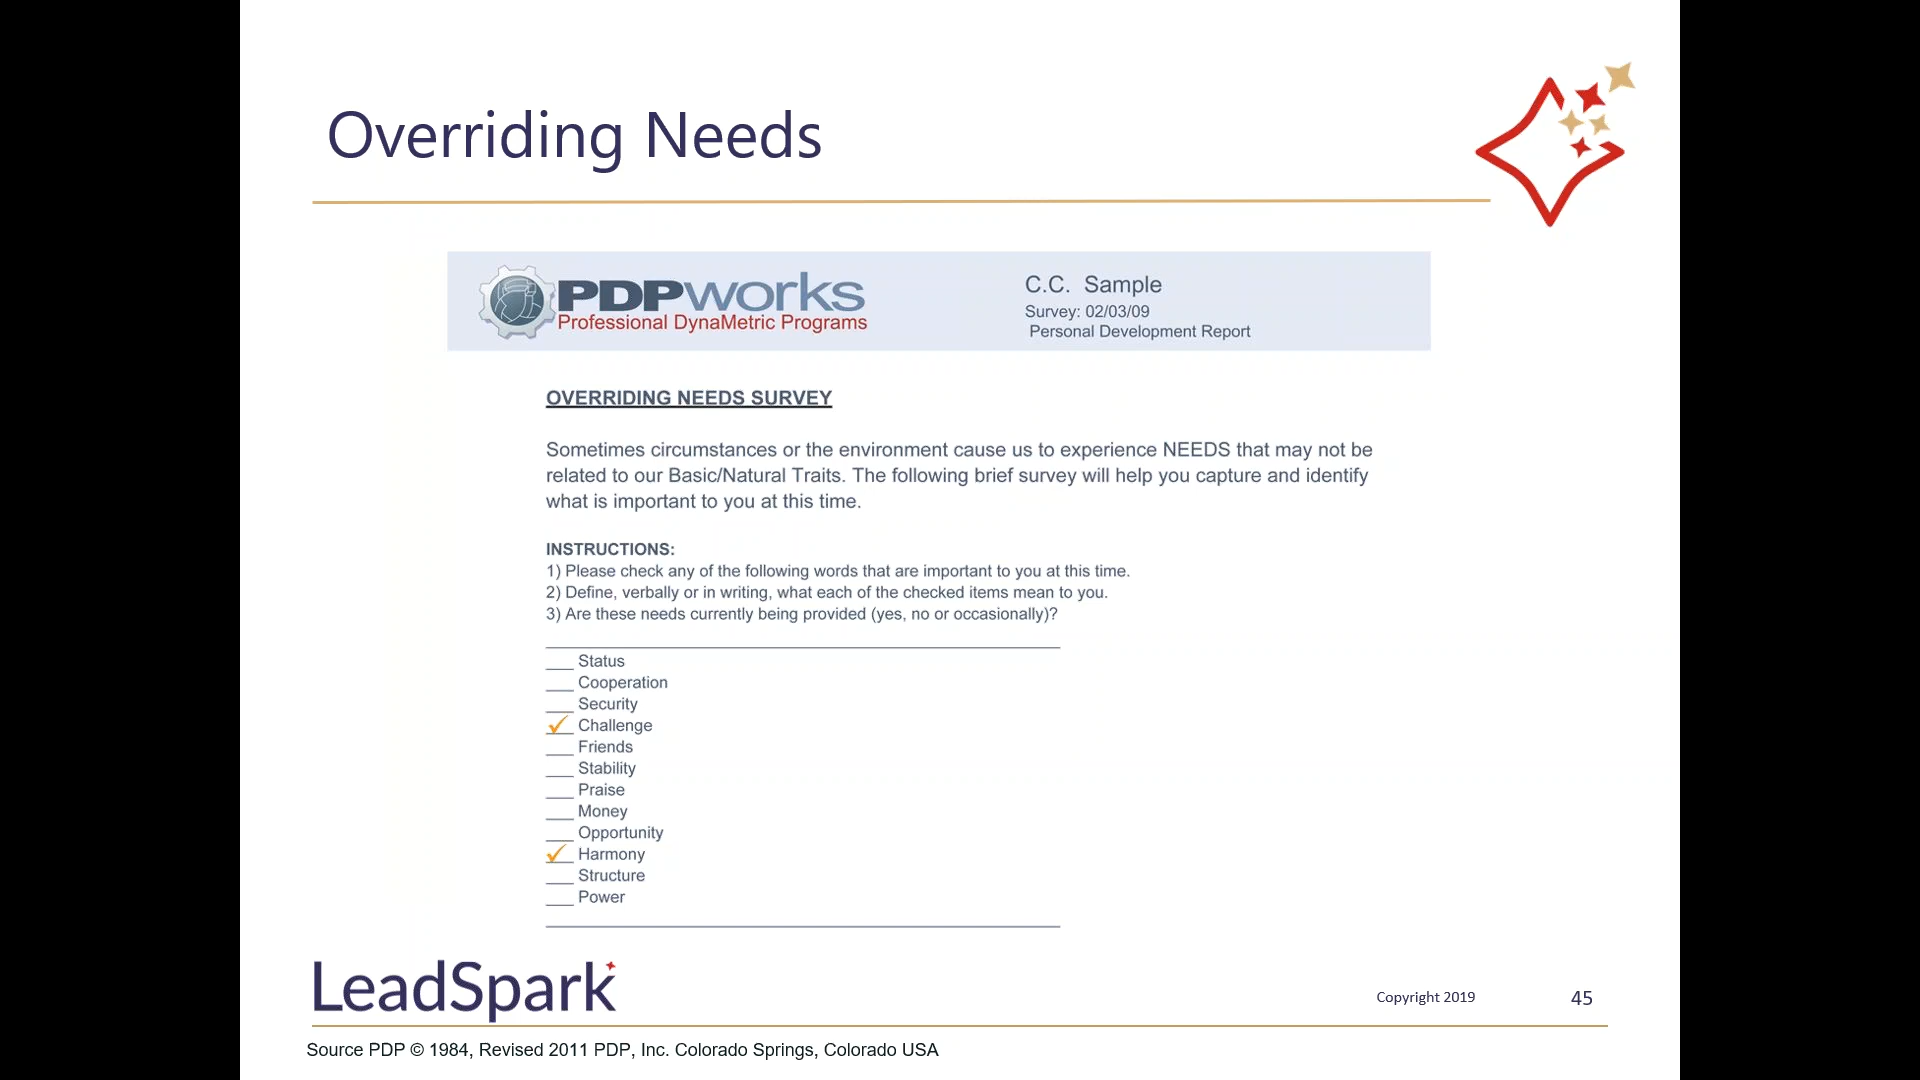 Overriding Needs
PDPworks
Professional DynaMetric Programs
C.C. Sample
Survey: 02/03/09
Personal Development Report
OVERRIDING NEEDS SURVEY
Sometimes circumstances or the environment cause us to experience NEEDS that may not be
related to our Basic/Natural Traits. The following brief survey will help you capture and identify
what is important to you at this time.
INSTRUCTIONS:
1) Please check any of the following words that are important to you at this time.
2) Define, verbally or in writing, what each of the checked items mean to you.
3) Are these needs currently being provided (yes, no or occasionally)?
___ Status
___ Cooperation
___ Security
✓ Challenge
___ Friends
___ Stability
___ Praise
___ Money
___ Opportunity
✓ Harmony
___ Structure
___ Power
LeadSpark
Copyright 2019
45
Source PDP © 1984, Revised 2011 PDP, Inc. Colorado Springs, Colorado USA